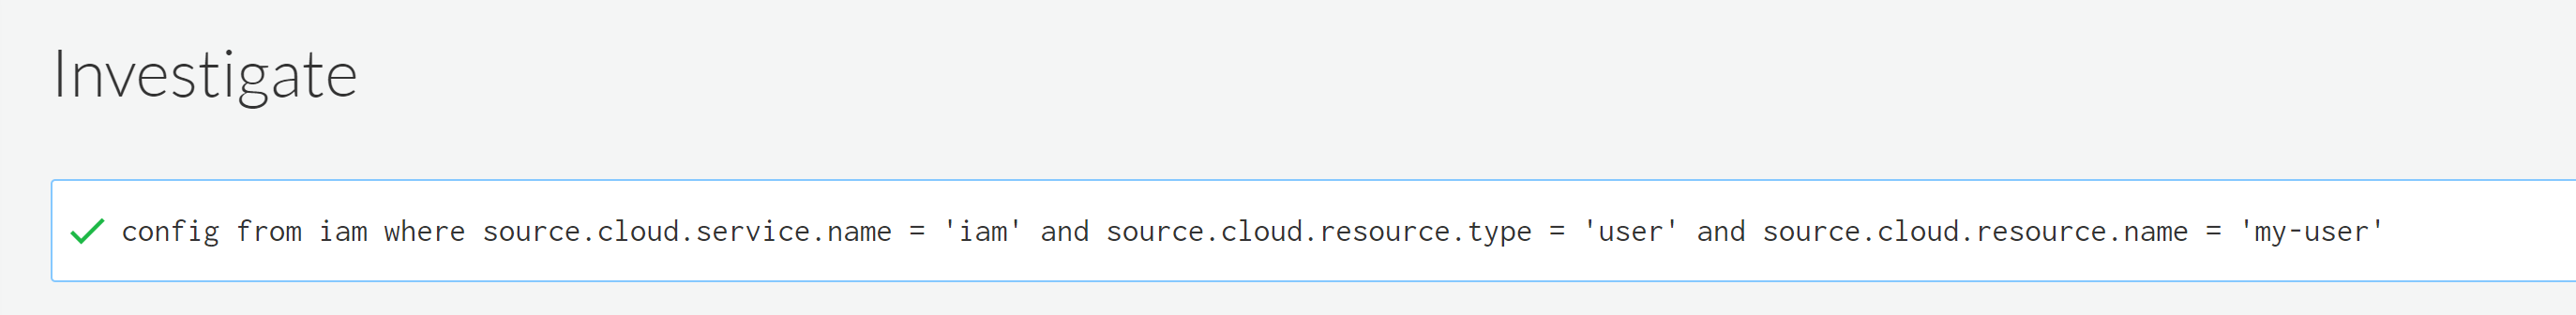 Investigate
config from iam where source.cloud.service.name = 'iam' and source.cloud.resource.type = 'user' and source.cloud.resource.name = 'my-user'